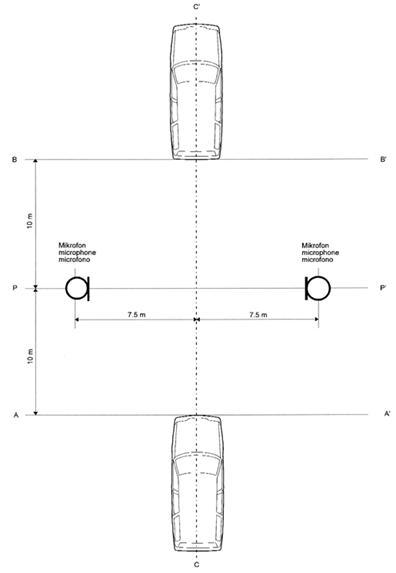 C'
B
B'
10 m
Mikrofon
microphone
microfono
Mikrofon
microphone
microfono
P
P'
7.5 m
7.5 m
10 m
A
A'
C